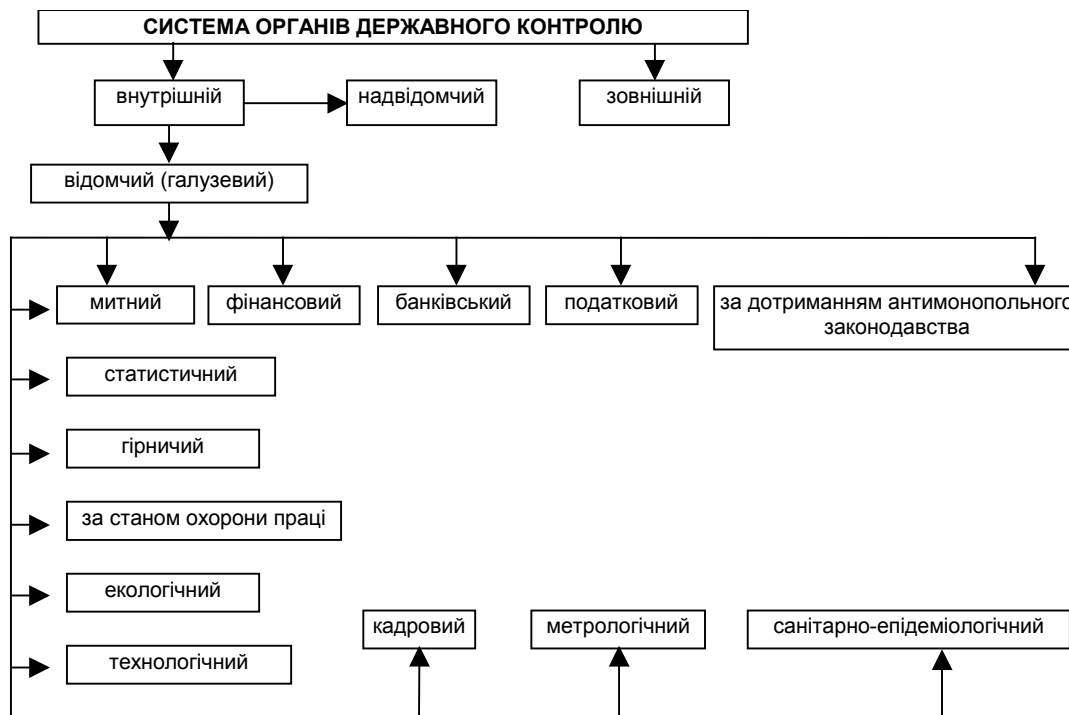 СИСТЕМА ОРГАНІВ ДЕРЖАВНОГО КОНТРОЛЮ
внутрішній
надвідомчий
зовнішній
відомчий (галузевий)
митний
фінансовий
банківський
податковий
за дотриманням антимонопольного
законодавства
статистичний
гірничий
за станом охорони праці
екологічний
кадровий
метрологічний
санітарно-епідеміологічний
технологічний